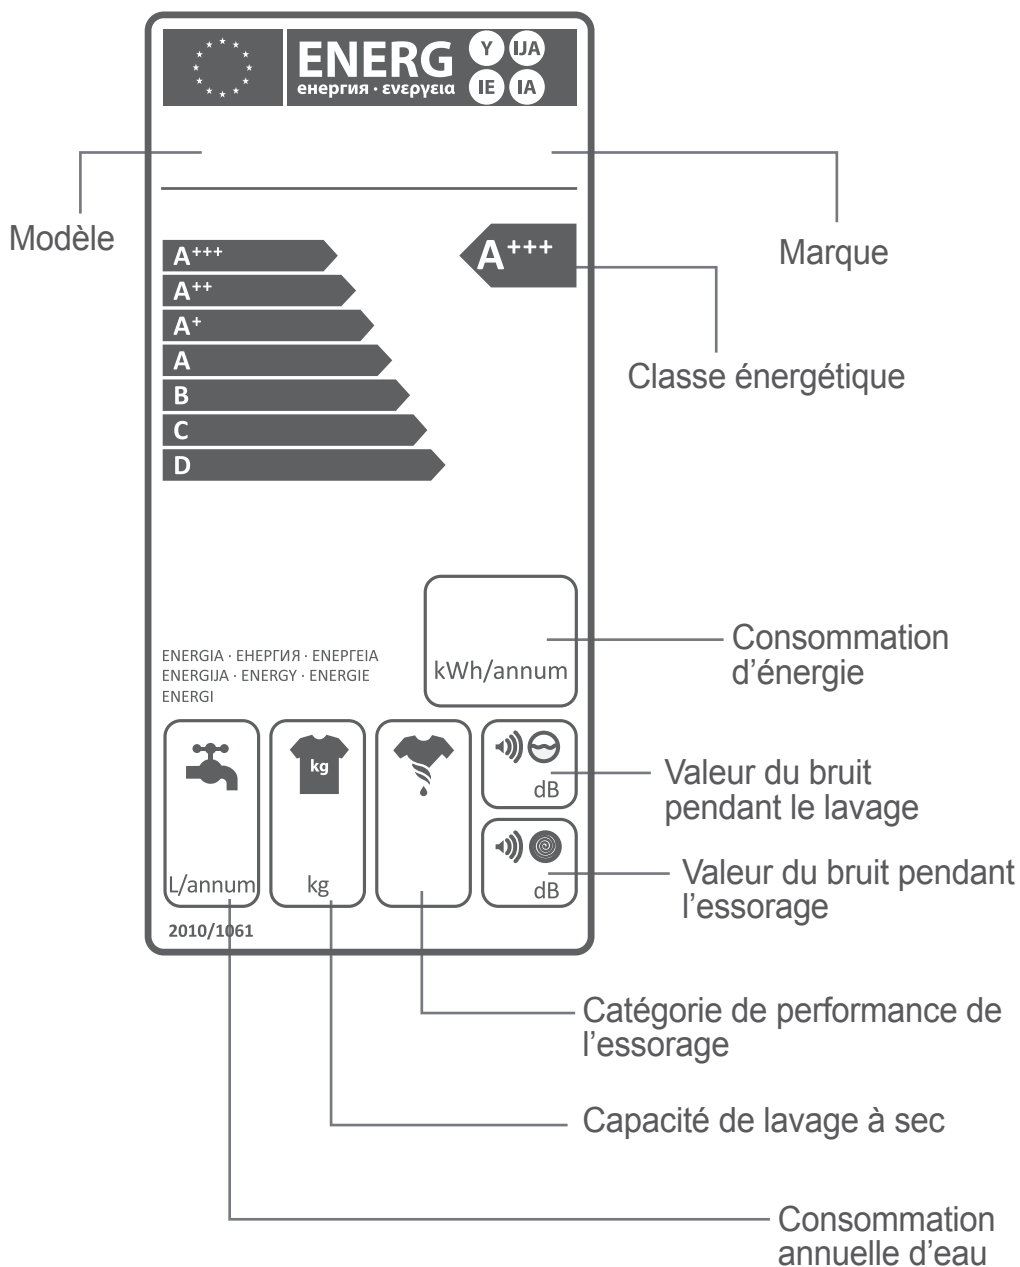 ENERG Y IJA
енергия · ενεργεια IE IA
Modèle
Marque
A+++
A+++
A++
A+
A
B
C
D
Classe énergétique
kWh/annum
Consommation
d’énergie
ENERGIA · ЕНЕРГИЯ · ΕΝΕΡΓΕΙΑ
ENERGIJA · ENERGY · ENERGIE
ENERGI
kg
L/annum
kg
dB
dB
Valeur du bruit
pendant le lavage
Valeur du bruit pendant
l’essorage
2010/1061
Catégorie de performance de
l’essorage
Capacité de lavage à sec
Consommation
annuelle d’eau